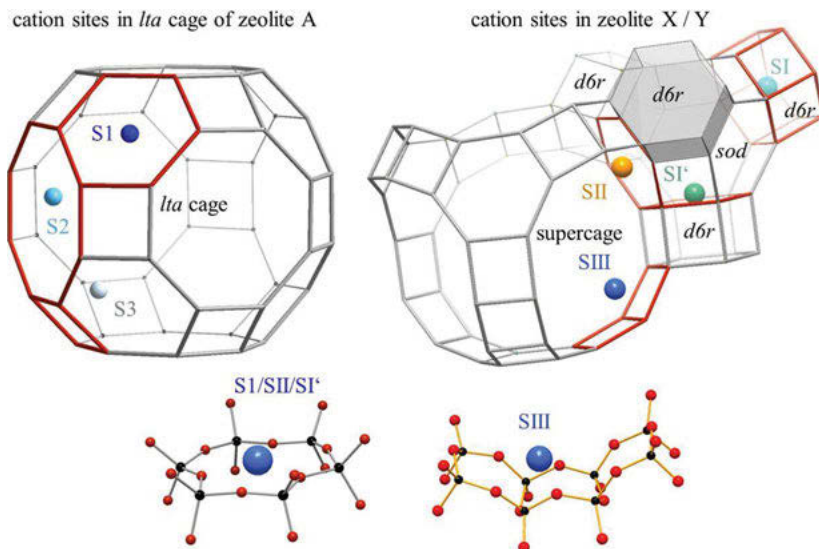 cation sites in lta cage of zeolite A
cation sites in zeolite X / Y
S1
S2
lta cage
S3
d6r
d6r
SI
d6r
sod
SII
SI‘
supercage
d6r
SIII
S1/SII/SI‘
SIII